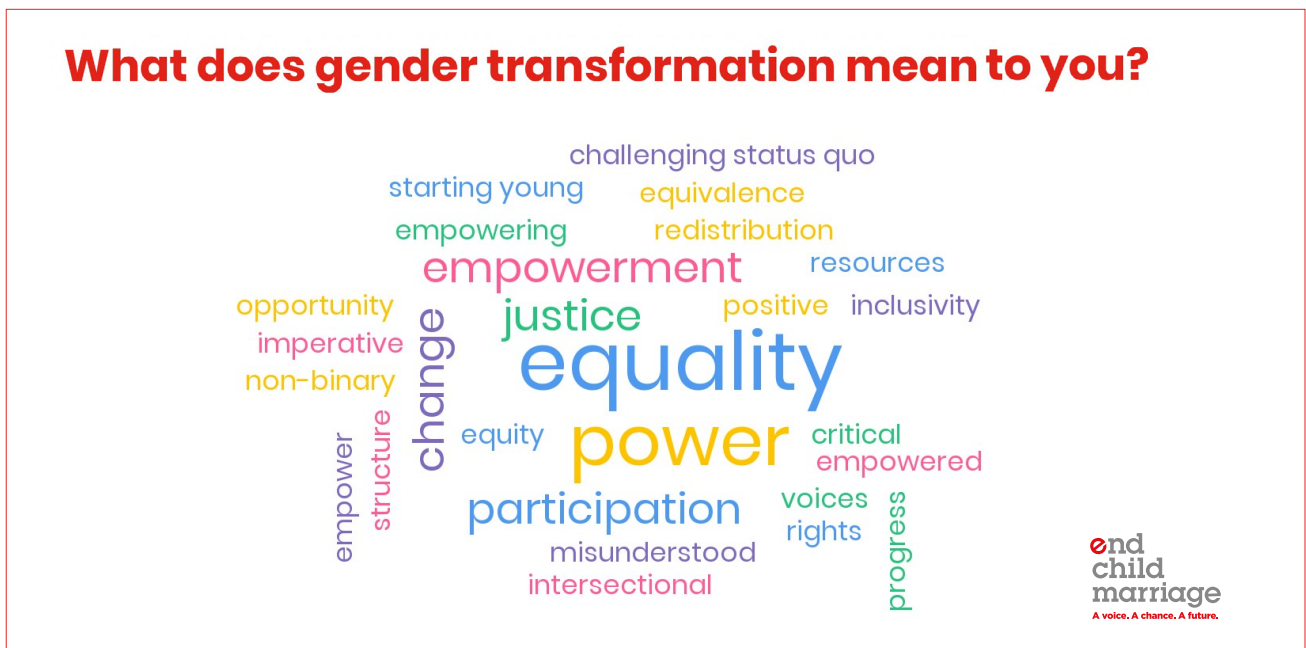 What does gender transformation mean to you?
challenging status quo
starting young
equivalence
empowering
redistribution
empowerment
resources
opportunity
justice
positive
inclusivity
imperative
change
equality
non-binary
structure
empower
equity
power
critical
empowered
participation
voices
rights
progress
misunderstood
intersectional
end
child
marriage
A voice. A chance. A future.